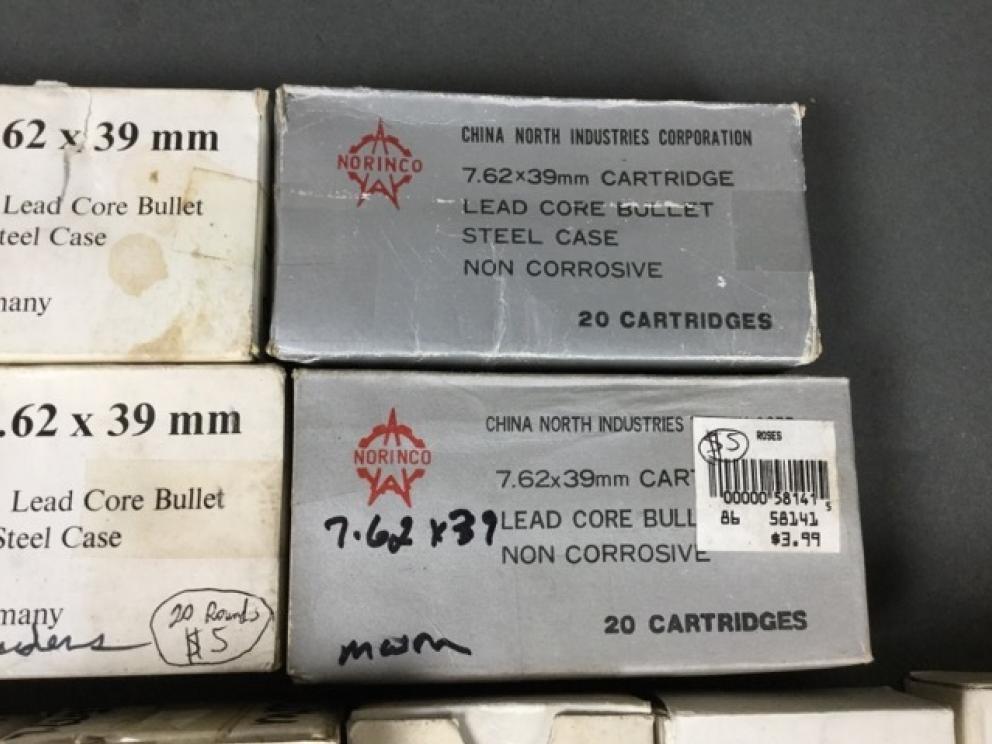 62 x 39 mm
Lead Core Bullet
teel Case
many
NORINCO
CHINA NORTH INDUSTRIES CORPORATION
7.62×39mm CARTRIDGE
LEAD CORE BULLET
STEEL CASE
NON CORROSIVE
20 CARTRIDGES
.62 x 39 mm
Lead Core Bullet
Steel Case
many
20 Rounds
$5
NORINCO
CHINA NORTH INDUSTRIES
7.62x39mm CART
LEAD CORE BULL
NON CORROSIVE
20 CARTRIDGES
7.62 x39
$5 ROSES
00000 58141 5
86 58141
$3.99